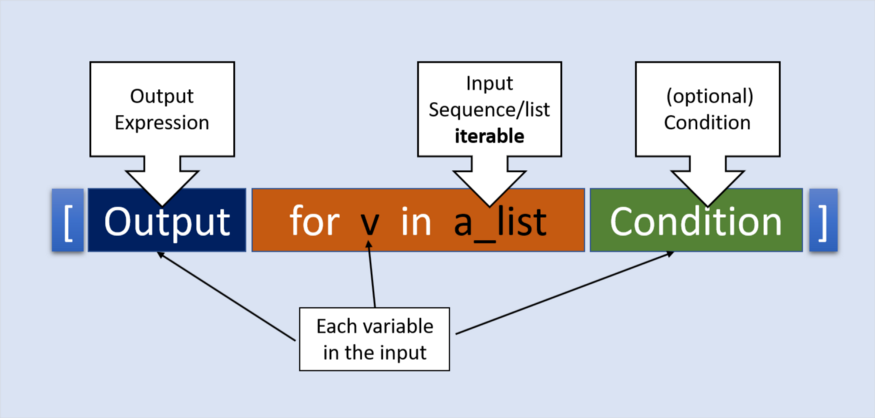 Output
Expression
Input
Sequence/list
iterable
(optional)
Condition
[ Output for v in a_list Condition ]
Each variable
in the input